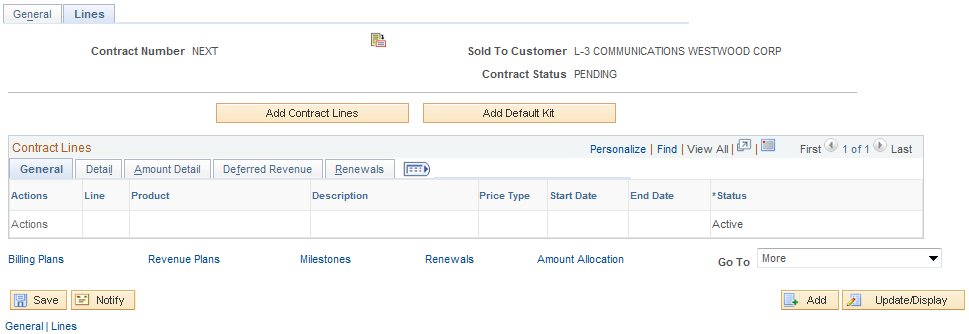 General Lines
Contract Number NEXT Sold To Customer L-3 COMMUNICATIONS WESTWOOD CORP
Contract Status PENDING
Add Contract Lines Add Default Kit
Contract Lines Personalize | Find | View All | | First 1 of 1 Last
General Detail Amount Detail Deferred Revenue Renewals
Actions Line Product Description Price Type Start Date End Date *Status
Actions Active
Billing Plans Revenue Plans Milestones Renewals Amount Allocation Go To More
Save Notify Add Update/Display
General | Lines